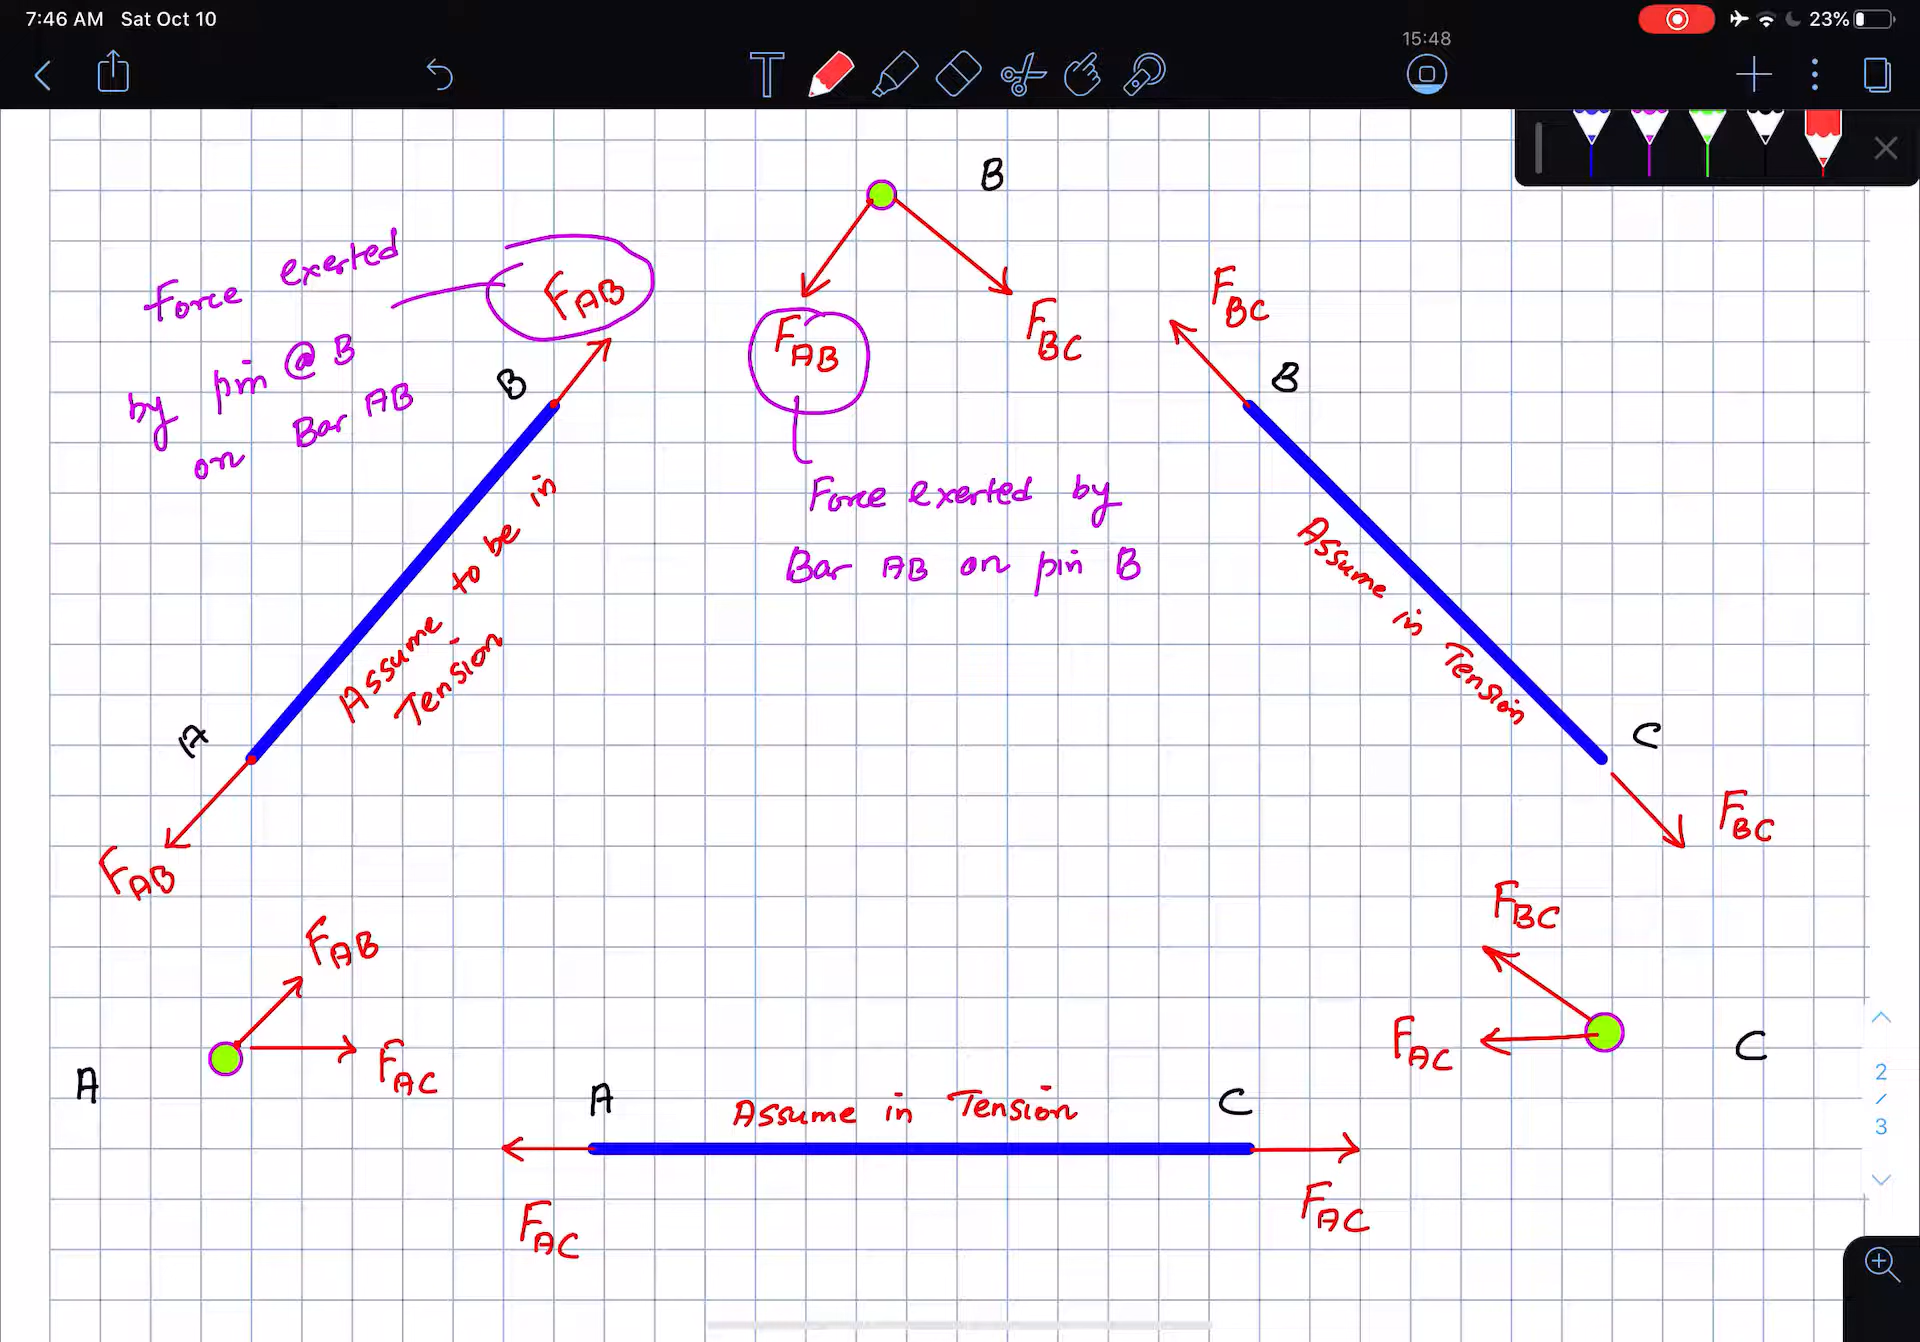 7:46 AM Sat Oct 10
23%
15:48
B
Force exerted
by pin @ B
on Bar AB
FAB
B
FAB
FBC
Force exerted by
Bar AB on pin B
FBC
B
Assume to be in
Tension
A
FAB
Assume in Tension
C
FBC
FAB
FAC
A
A
Assume in Tension
C
FAC
FAC
FBC
FAC
C
2
/
3